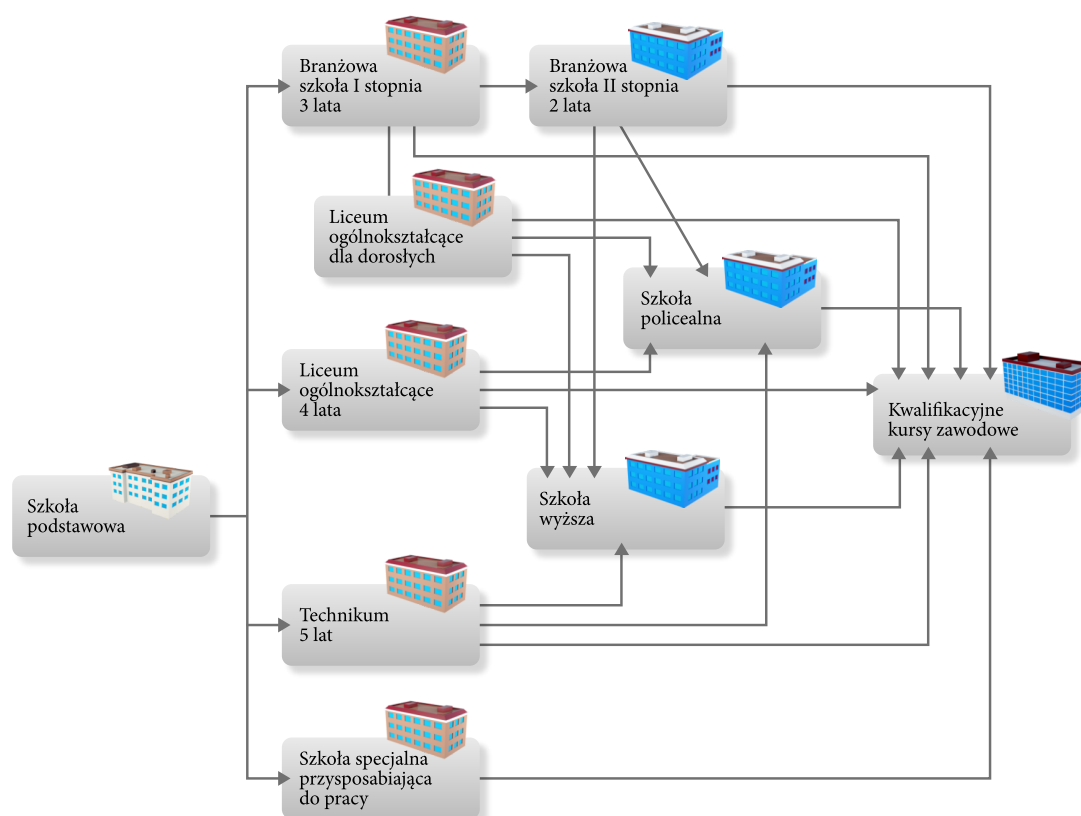 Branżowa
szkoła I stopnia
3 lata
Branżowa
szkoła II stopnia
2 lata
Liceum
ogólnokształcące
dla dorosłych
Szkoła
policealna
Liceum
ogólnokształcące
4 lata
Kwalifikacyjne
kursy zawodowe
Szkoła
podstawowa
Szkoła
wyższa
Technikum
5 lat
Szkoła specjalna
przysposabiająca
do pracy